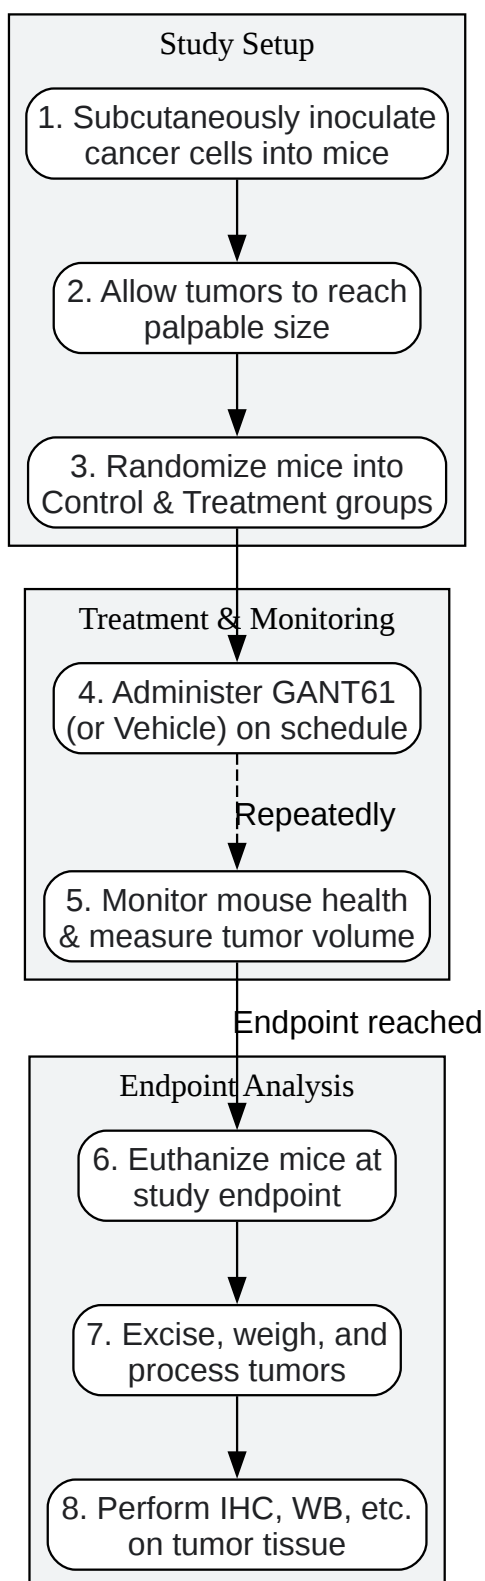 Study Setup
1. Subcutaneously inoculate
cancer cells into mice
2. Allow tumors to reach
palpable size
3. Randomize mice into
Control & Treatment groups
Treatment & Monitoring
4. Administer GANT61
(or Vehicle) on schedule
Repeatedly
5. Monitor mouse health
& measure tumor volume
Endpoint reached
Endpoint Analysis
6. Euthanize mice at
study endpoint
7. Excise, weigh, and
process tumors
8. Perform IHC, WB, etc.
on tumor tissue